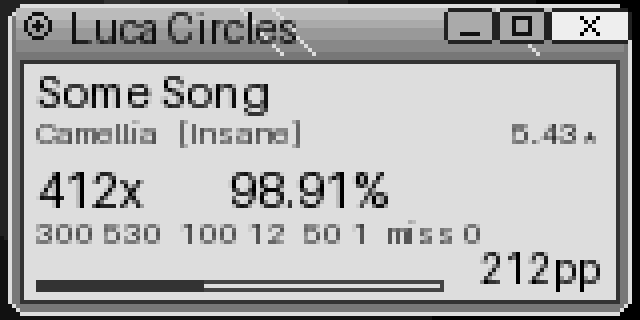 Luca Circles
Some Song
Camellia [Insane] 5.43★
412x 98.91%
300 530 100 12 50 1 miss 0
212pp